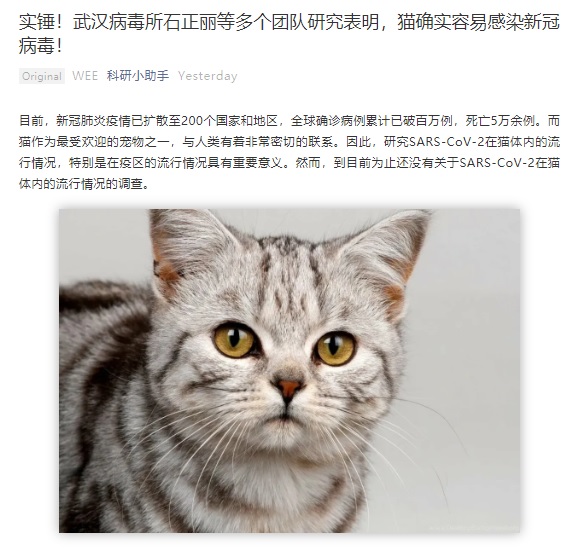 实锤！武汉病毒所石正丽等多个团队研究表明，猫确实容易感染新冠
病毒！
Original WEE 科研小助手 Yesterday
目前，新冠肺炎疫情已扩散至200个国家和地区，全球确诊病例累计已破百万例，死亡5万余例。而
猫作为最受欢迎的宠物之一，与人类有着非常密切的联系。因此，研究SARS-CoV-2在猫体内的流
行情况，特别是在疫区的流行情况具有重要意义。然而，到目前为止还没有关于SARS-CoV-2在猫
体内的流行情况的调查。